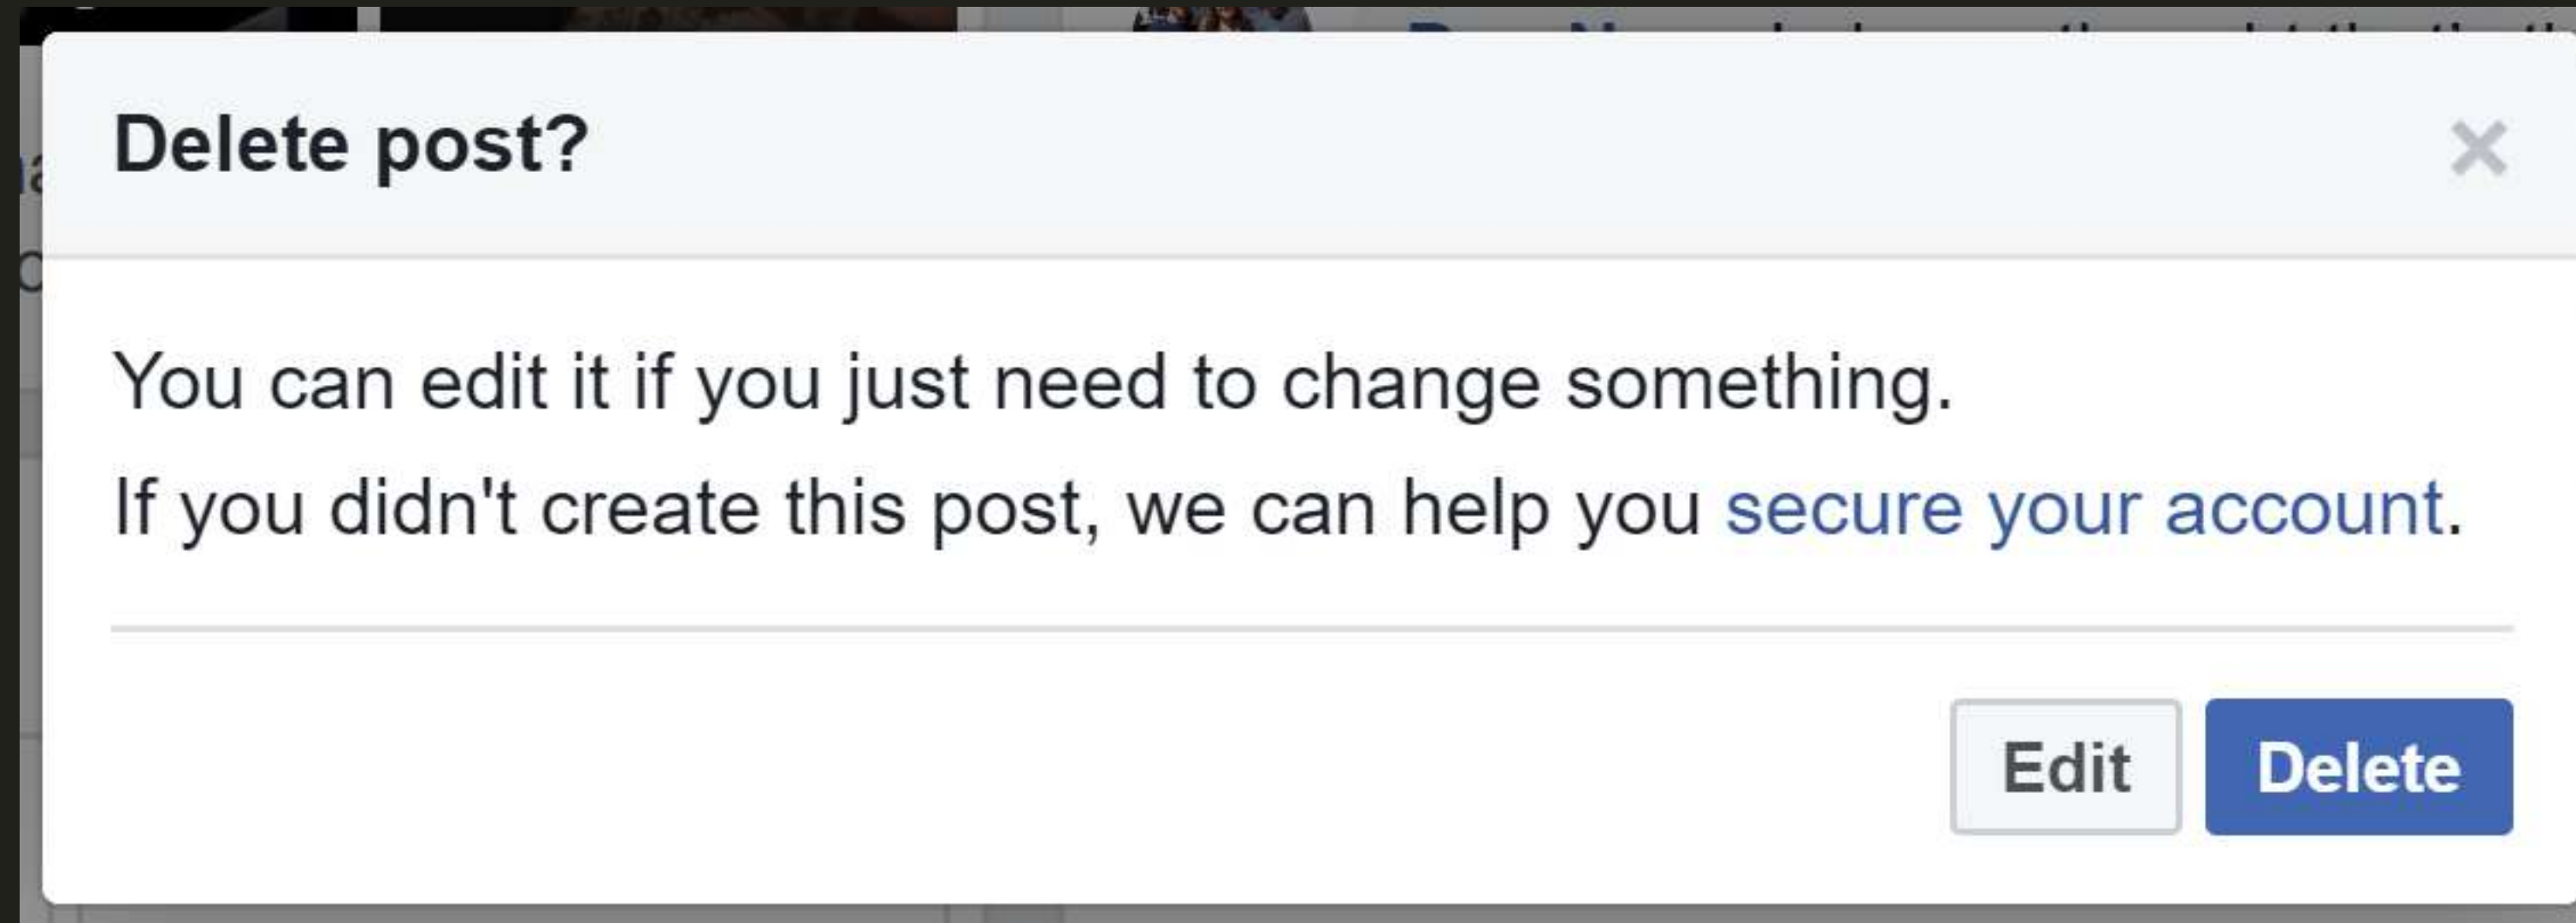 Delete post?
You can edit it if you just need to change something.
If you didn't create this post, we can help you secure your account.
Edit
Delete